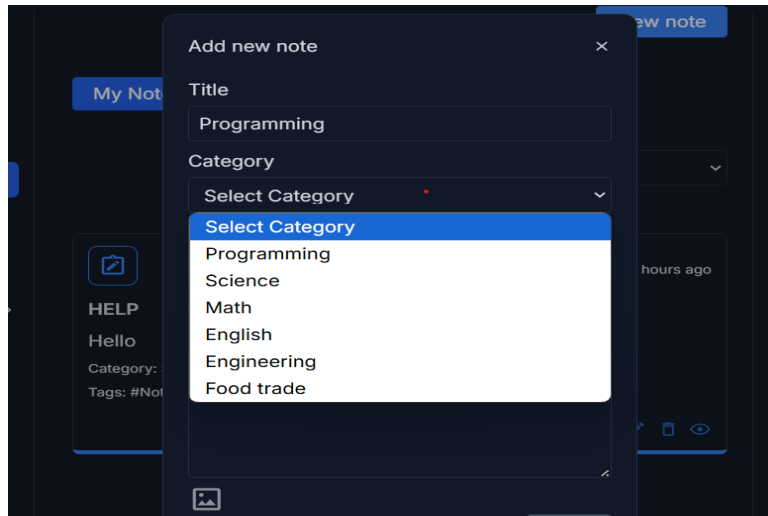 ew note
Add new note
My Not
Title
Programming
Category
Select Category
Select Category
Programming
Science
Math
English
Engineering
Food trade
hours ago
HELP
Hello
Category:
Tags: #Not